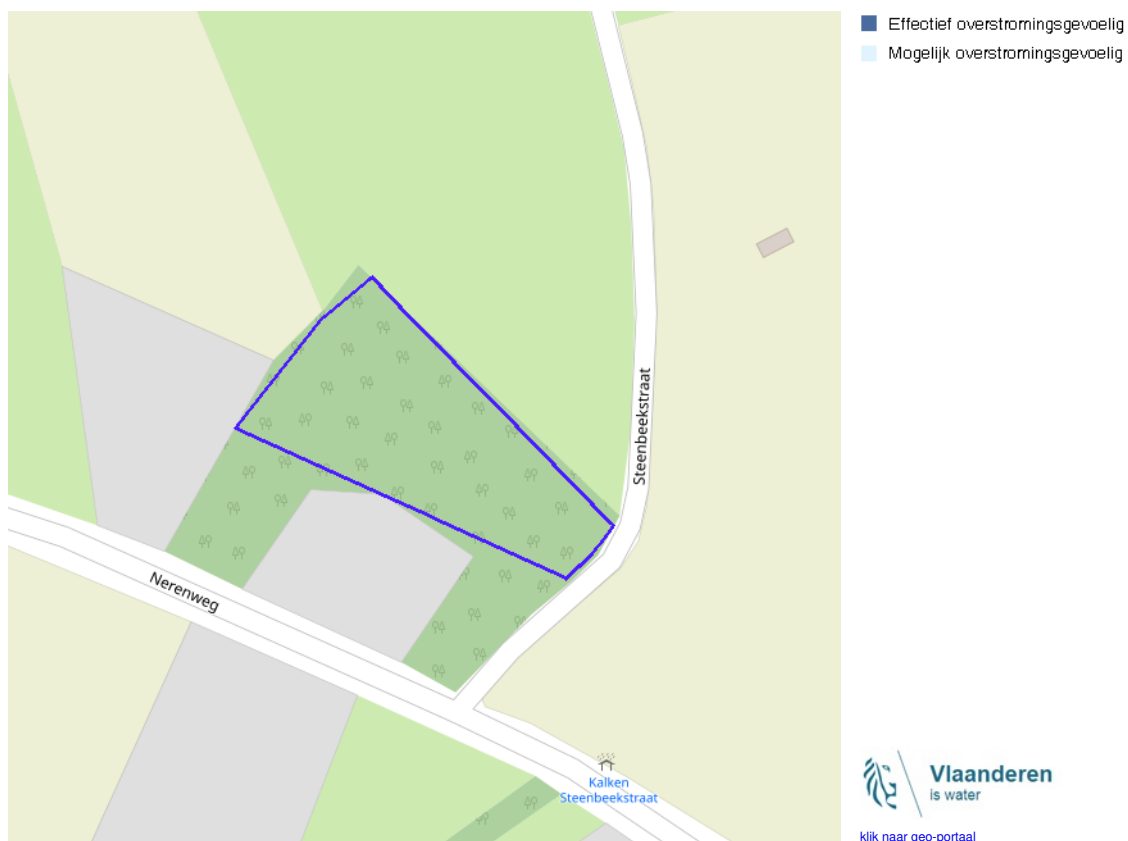 Effectief overstromingsgevoelig
Mogelijk overstromingsgevoelig
Steenbeekstraat
Nerenweg
Kalken
Steenbeekstraat
Vlaanderen
is water
klik naar geo-portaal